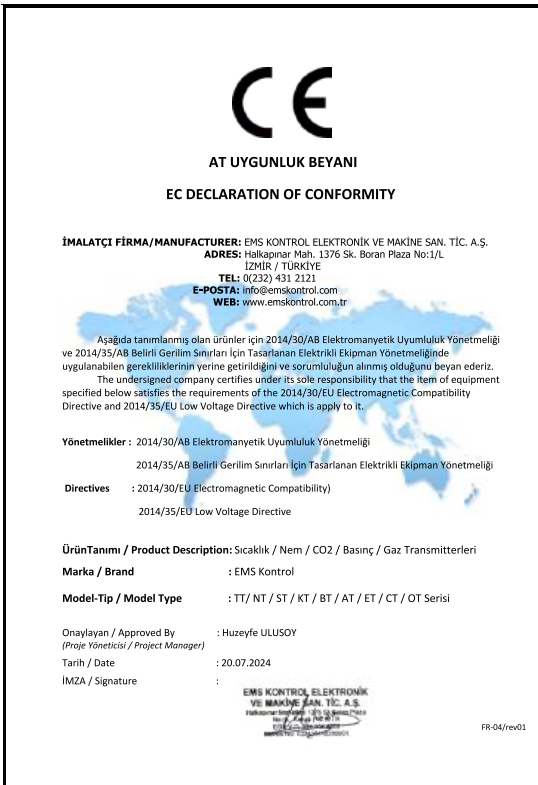 CE
AT UYGUNLUK BEYANI
EC DECLARATION OF CONFORMITY
İMALATÇI FİRMA/MANUFACTURER: EMS KONTROL ELEKTRONİK VE MAKİNE SAN. TİC. A.Ş.
ADRES: Halkapınar Mah. 1376 Sk. Boran Plaza No:1/L
İZMİR / TÜRKİYE
TEL: 0(232) 431 2121
E-POSTA: info@emskontrol.com
WEB: www.emskontrol.com.tr
Aşağıda tanımlanmış olan ürünler için 2014/30/AB Elektromanyetik Uyumluluk Yönetmeliği
ve 2014/35/AB Belirli Gerilim Sınırları İçin Tasarlanan Elektrikli Ekipman Yönetmeliğinde
uygulanabilen gerekliliklerinin yerine getirildiğini ve sorumluluğun alınmış olduğunu beyan ederiz.
The undersigned company certifies under its sole responsibility that the item of equipment
specified below satisfies the requirements of the 2014/30/EU Electromagnetic Compatibility
Directive and 2014/35/EU Low Voltage Directive which is apply to it.
Yönetmelikler : 2014/30/AB Elektromanyetik Uyumluluk Yönetmeliği
2014/35/AB Belirli Gerilim Sınırları İçin Tasarlanan Elektrikli Ekipman Yönetmeliği
Directives : 2014/30/EU Electromagnetic Compatibility)
2014/35/EU Low Voltage Directive
ÜrünTanımı / Product Description: Sıcaklık / Nem / CO2 / Basınç / Gaz Transmitterleri
Marka / Brand : EMS Kontrol
Model-Tip / Model Type : TT/ NT / ST / KT / BT / AT / ET / CT / OT Serisi
Onaylayan / Approved By : Huzeyfe ULUSOY
(Proje Yöneticisi / Project Manager)
Tarih / Date : 20.07.2024
İMZA / Signature :
EMS KONTROL ELEKTRONİK
VE MAKİNE SAN. TİC. A.Ş.
FR-04/rev01